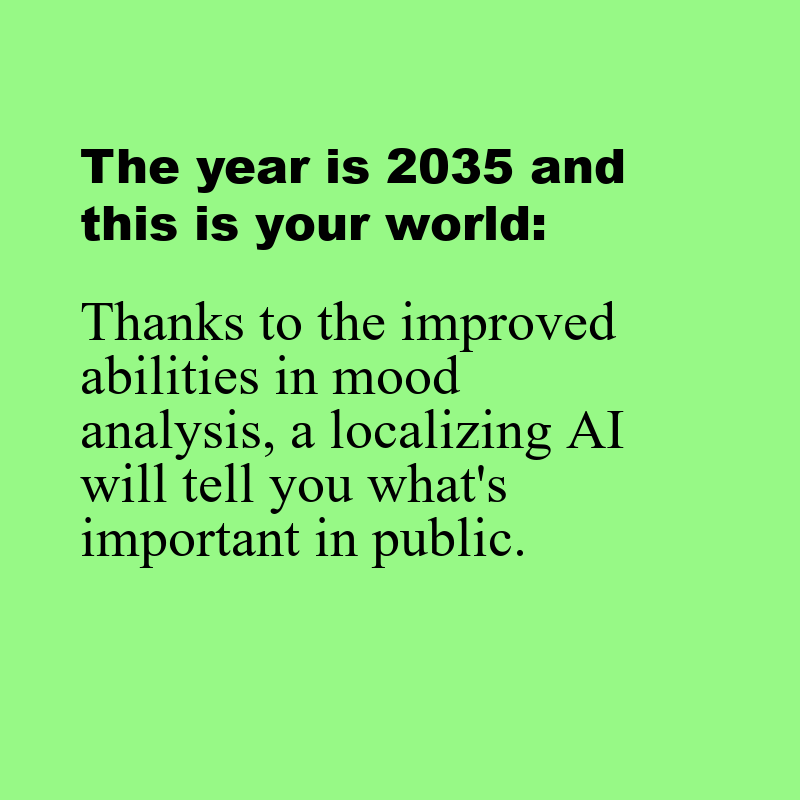 The year is 2035 and
this is your world:
Thanks to the improved
abilities in mood
analysis, a localizing AI
will tell you what's
important in public.